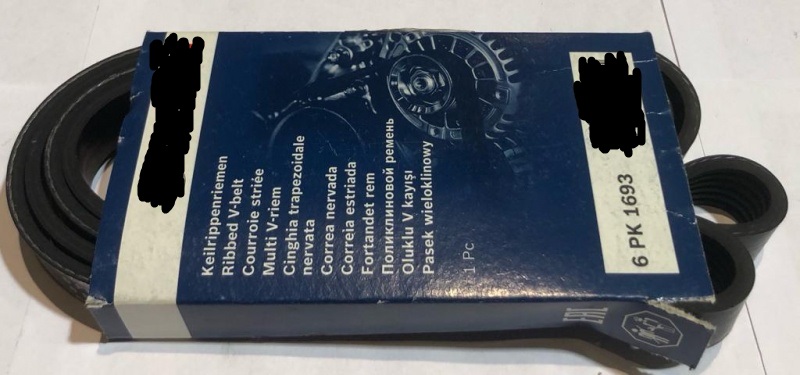 Keilrippenriemen
Ribbed V-belt
Courroie striée
Multi V-riem
Cinghia trapezoidale
nervata
Correa nervada
Correia estriada
Fortandet rem
Поликлиновой ремень
Oluklu V kayışı
Pasek wieloklinowy
1 Pc
6 PK 1693
EAC